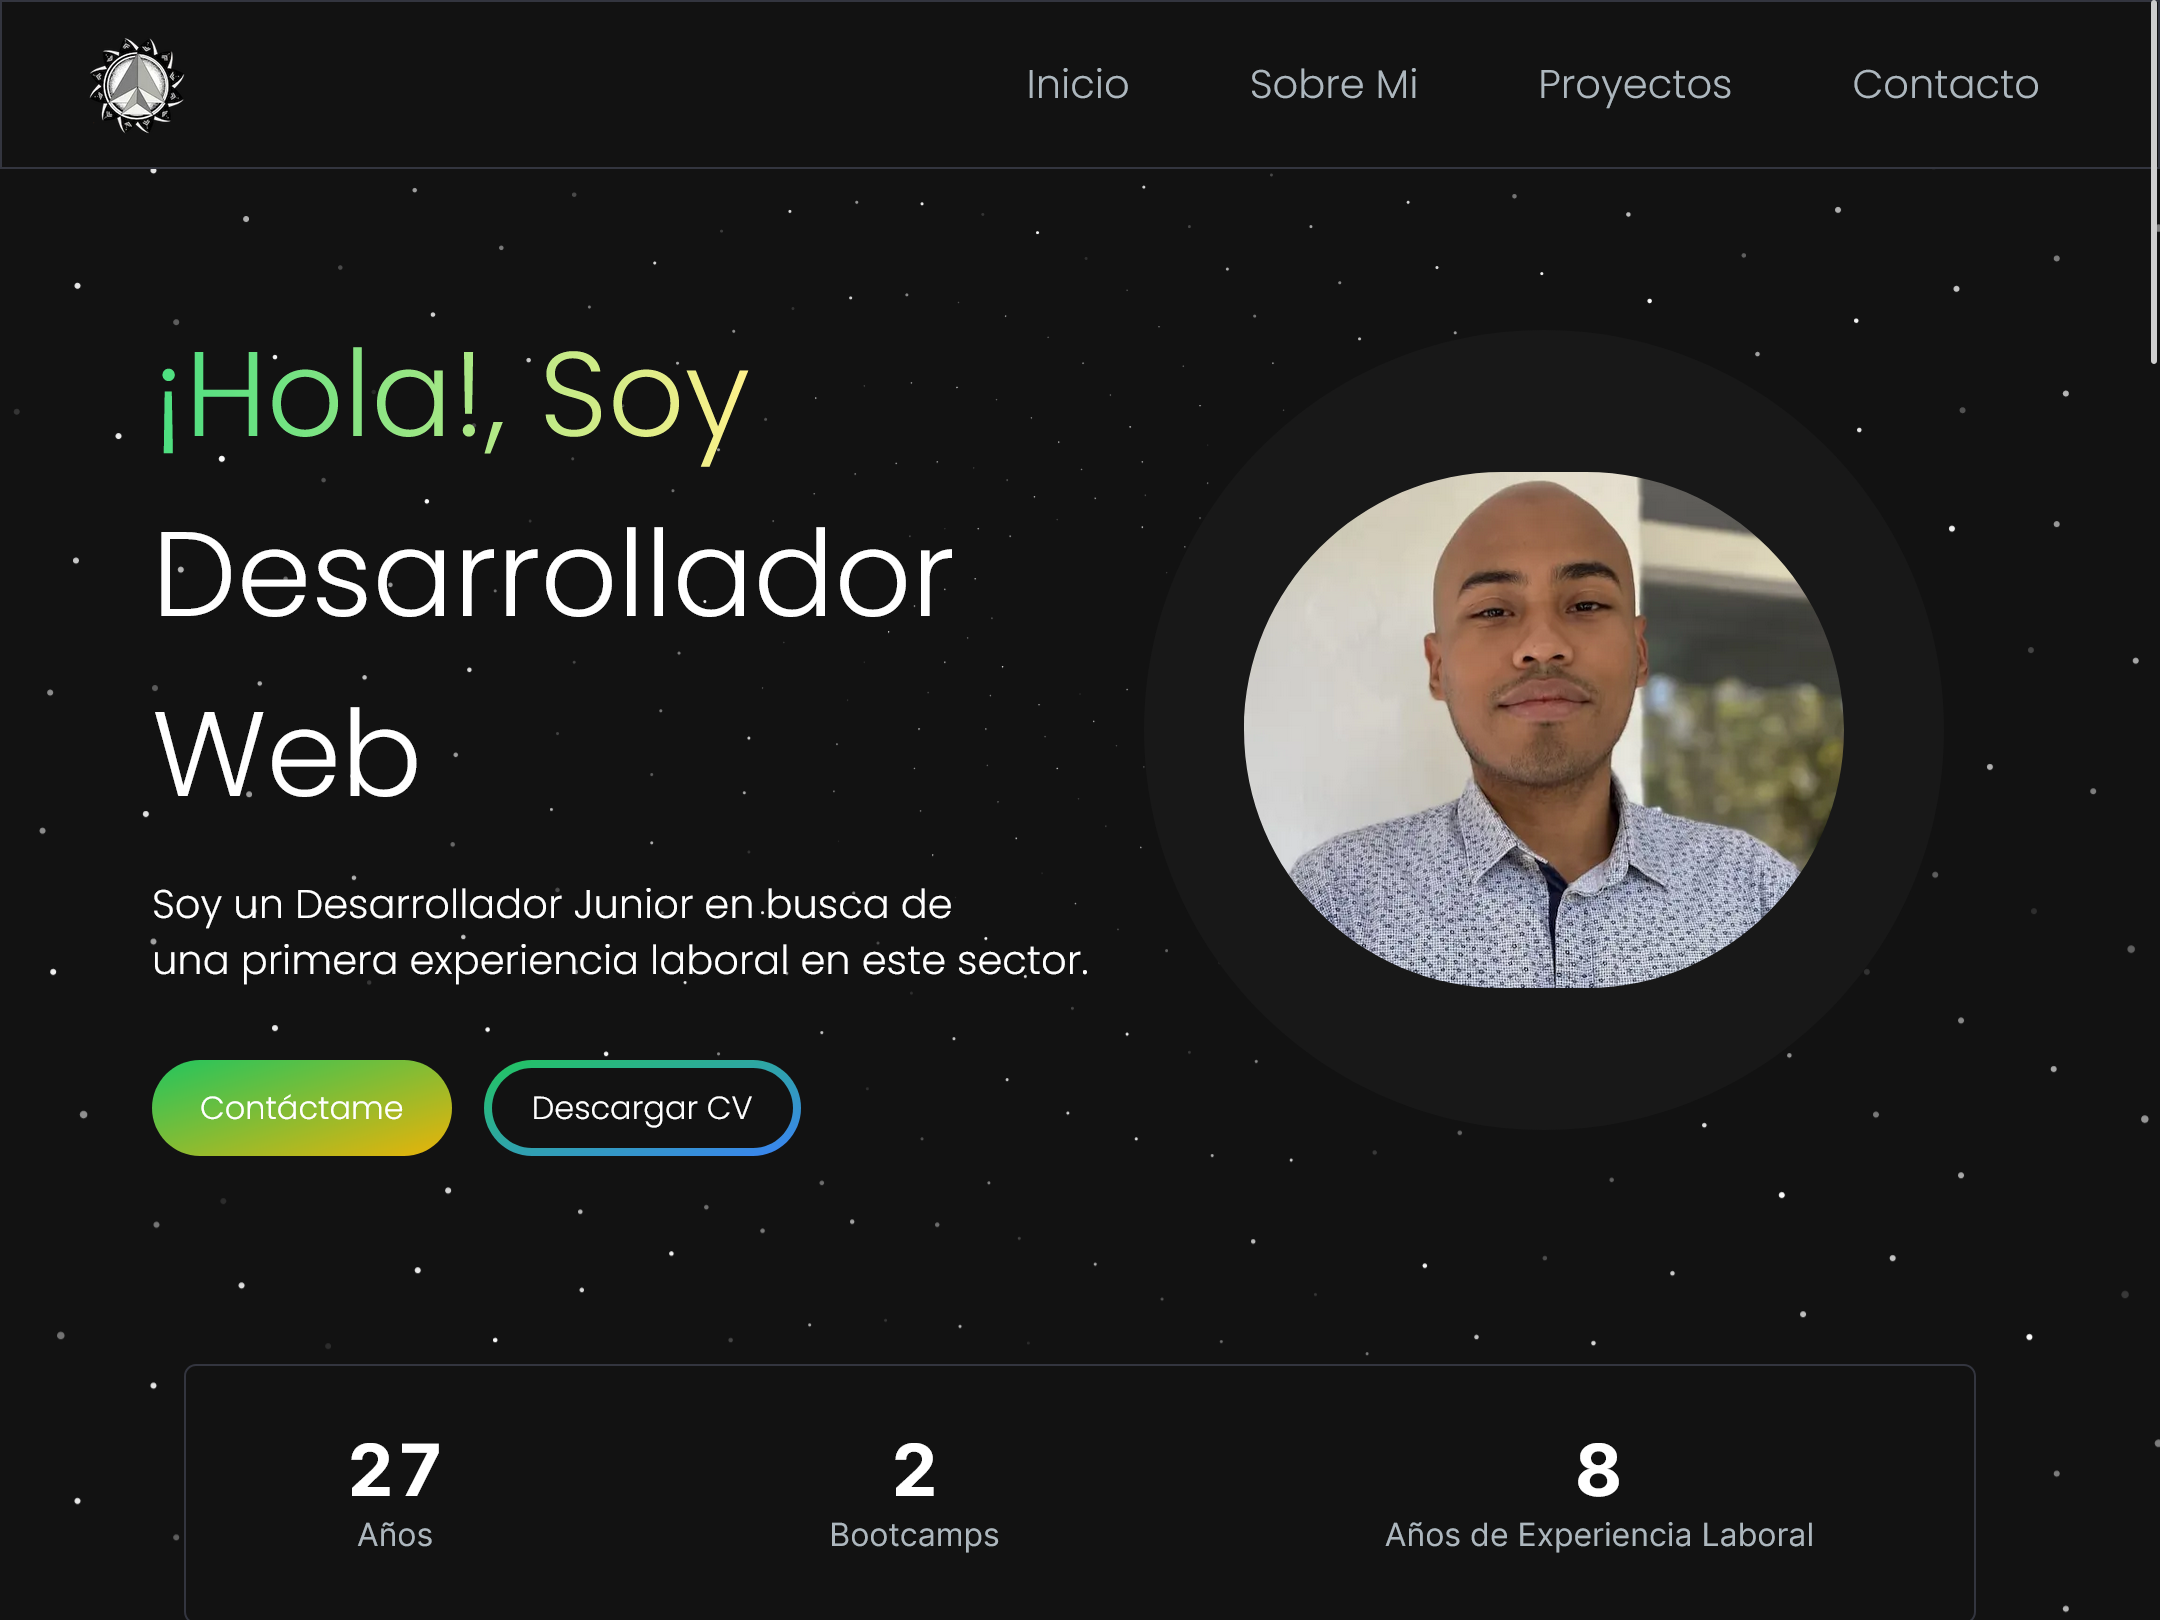 Inicio
Sobre Mi
Proyectos
Contacto
¡Hola!, Soy
Desarrollador
Web
Soy un Desarrollador Junior en busca de
una primera experiencia laboral en este sector.
Contáctame
Descargar CV
27
Años
2
Bootcamps
8
Años de Experiencia Laboral